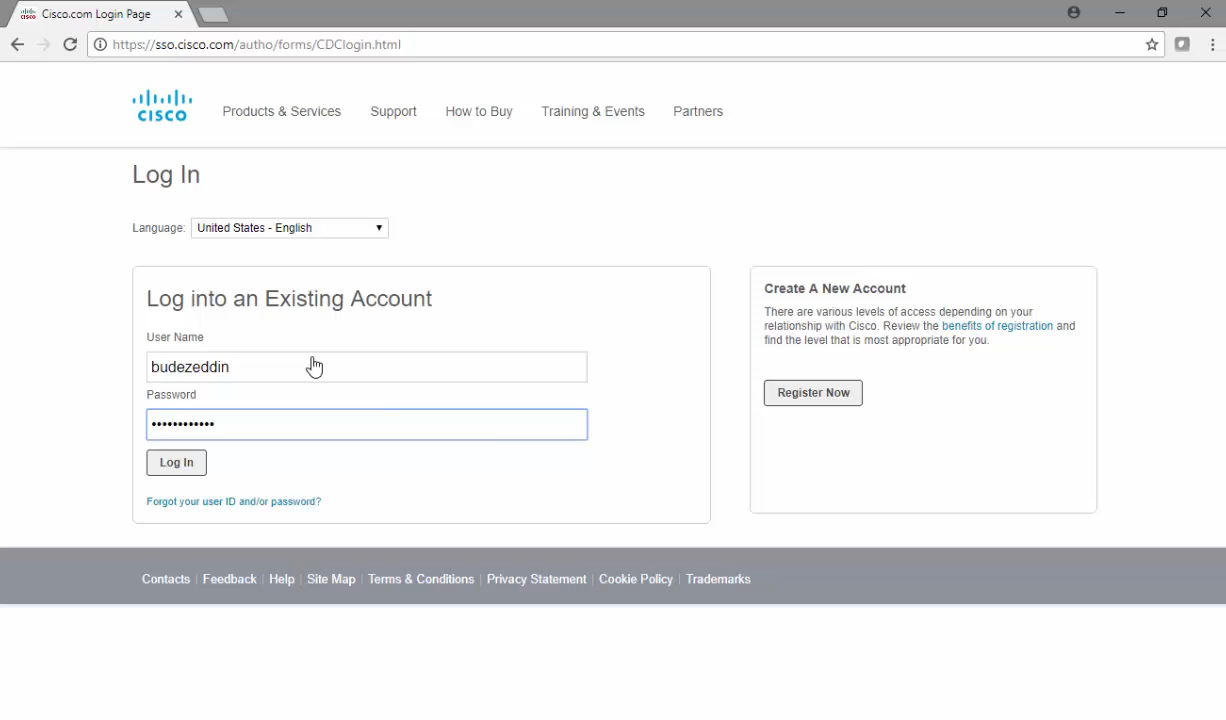 Cisco.com Login Page
https://sso.cisco.com/autho/forms/CDClogin.html
CISCO
Products & Services Support How to Buy Training & Events Partners
Log In
Language: United States - English
Log into an Existing Account
User Name
budezeddin
Password
••••••••••••
Log In
Forgot your user ID and/or password?
Create A New Account
There are various levels of access depending on your
relationship with Cisco. Review the benefits of registration and
find the level that is most appropriate for you.
Register Now
Contacts | Feedback | Help | Site Map | Terms & Conditions | Privacy Statement | Cookie Policy | Trademarks